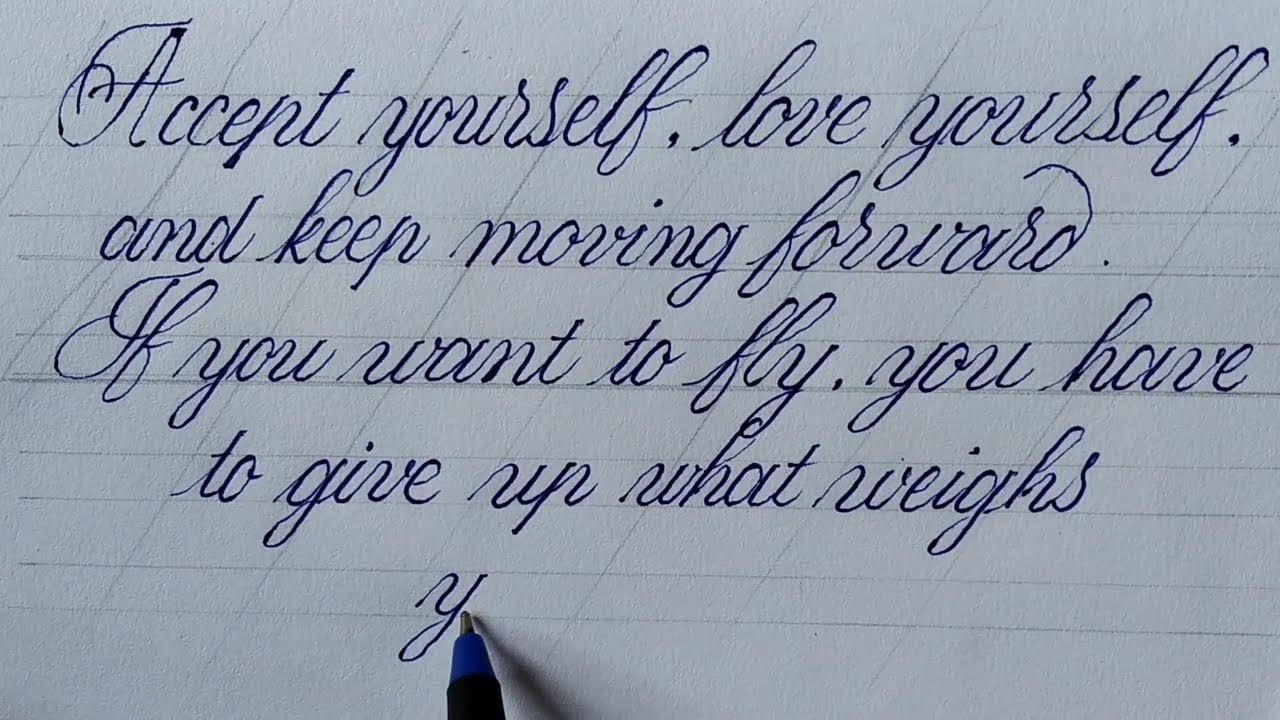 Accept yourself, love yourself,
and keep moving forward.
If you want to fly, you have
to give up what weighs
y